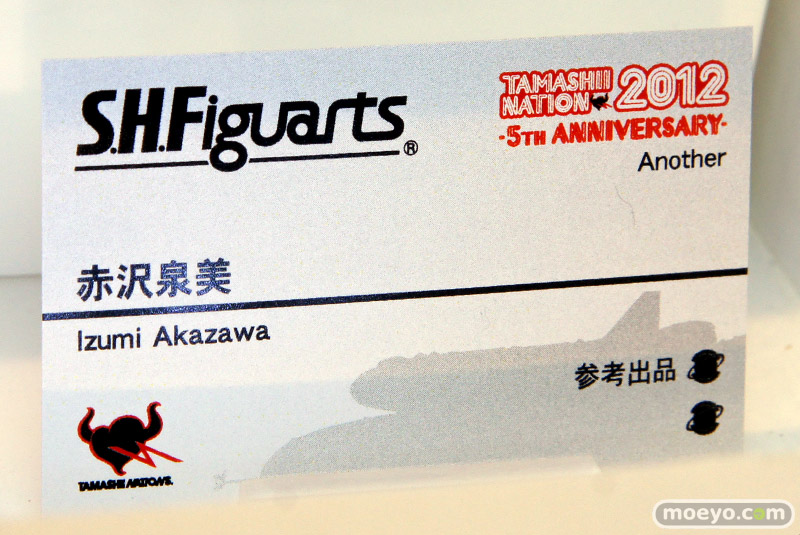 S.H.Figuarts®
TAMASHII
NATION 2012
-5TH ANNIVERSARY-
Another
赤沢泉美
Izumi Akazawa
参考出品
TAMASHII NATIONS.
moeyo.com